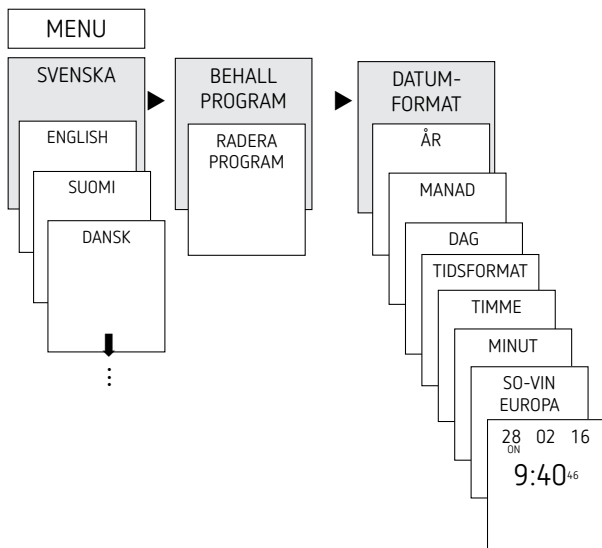 MENU
SVENSKA
ENGLISH
SUOMI
DANSK
BEHALL
PROGRAM
RADERA
PROGRAM
DATUM-
FORMAT
ÅR
MANAD
DAG
TIDSFORMAT
TIMME
MINUT
SO-VIN
EUROPA
28 02 16
ON
9:40 46